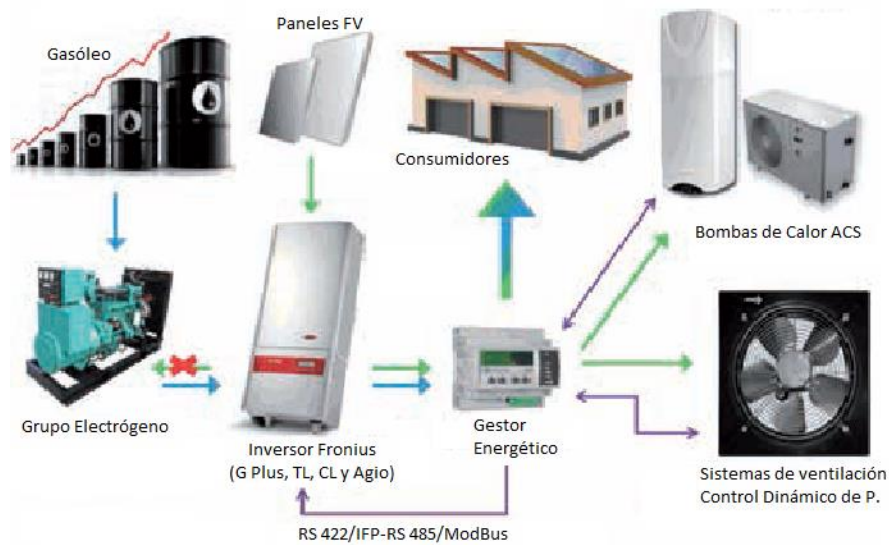 Paneles FV
Gasóleo
Consumidores
Bombas de Calor ACS
Grupo Electrógeno
Inversor Fronius
(G Plus, TL, CL y Agio)
Gestor
Energético
Sistemas de ventilación
Control Dinámico de P.
RS 422/IFP-RS 485/ModBus